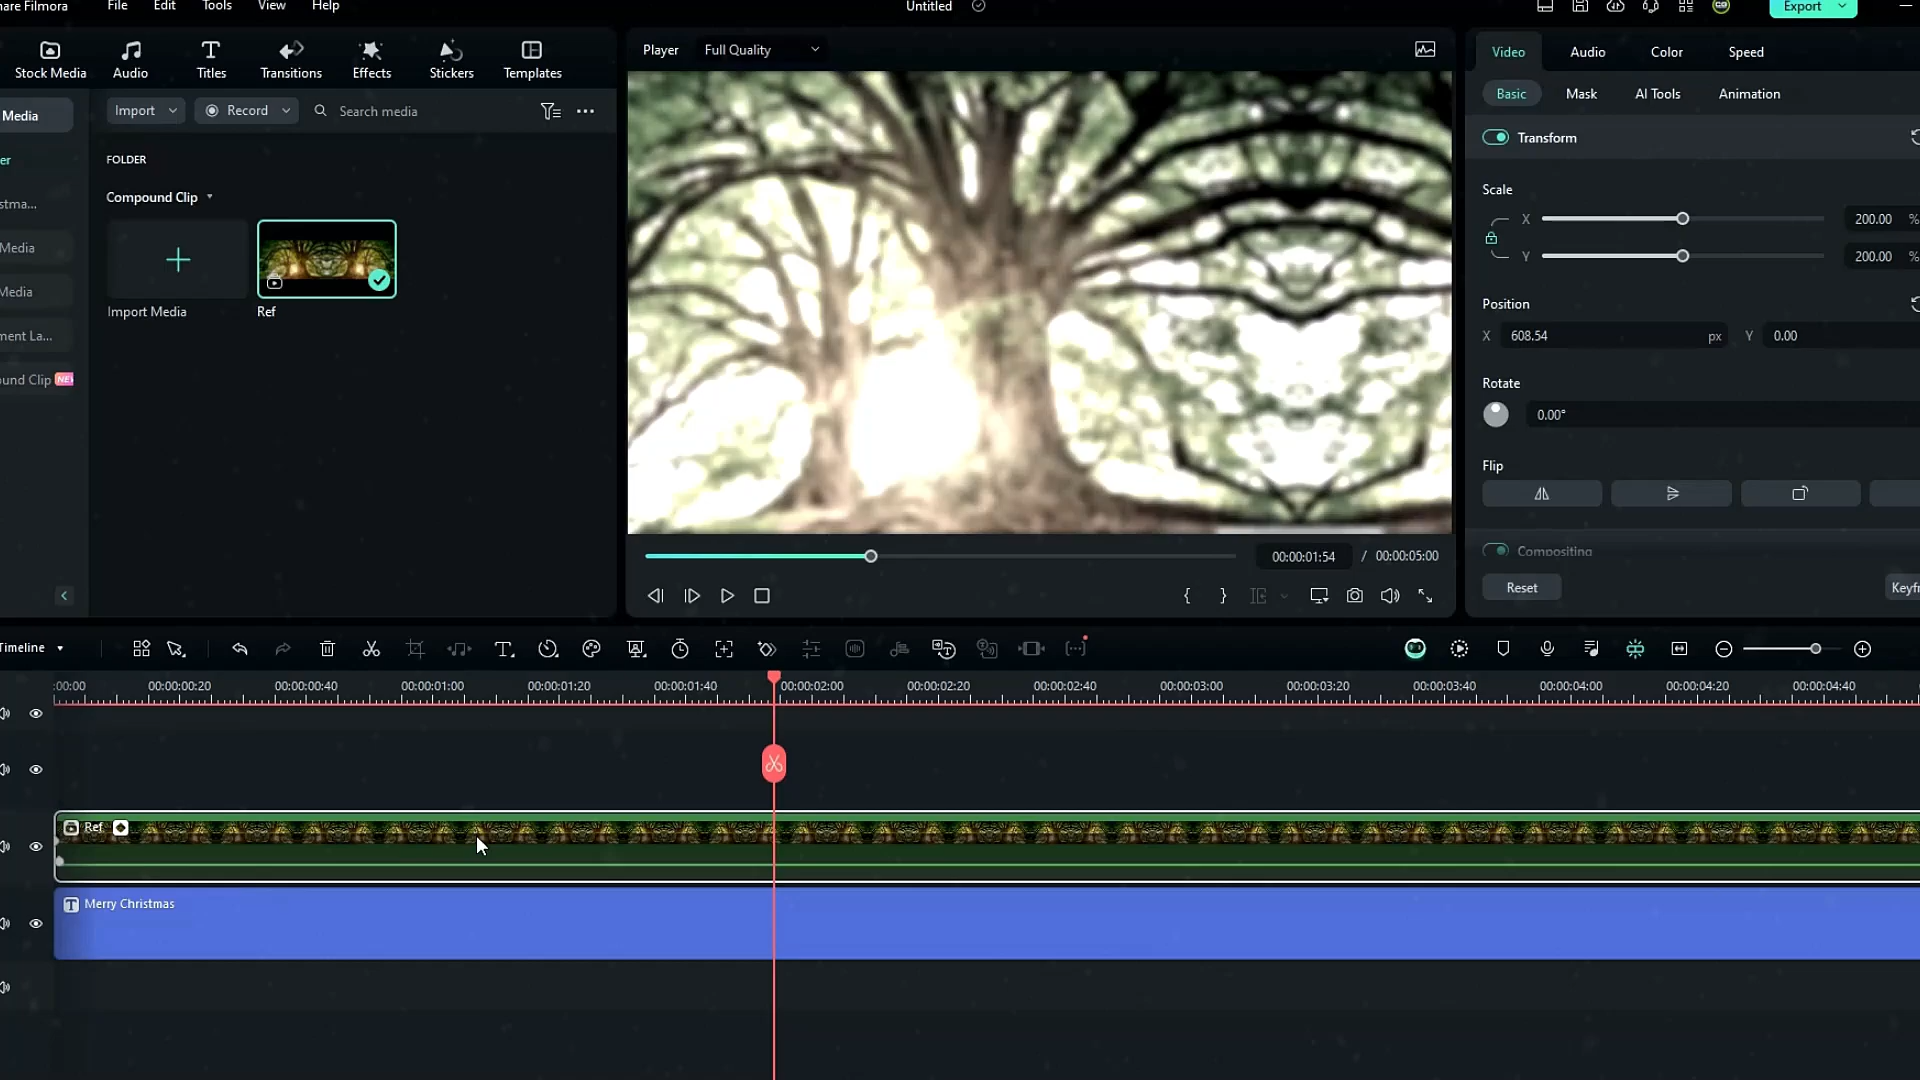 are Filmora
File
Edit
Tools
View
Help
Untitled
Export
Stock Media
Audio
Titles
Transitions
Effects
Stickers
Templates
Player
Full Quality
Video
Audio
Color
Speed
Media
Import
Record
Search media
Basic
Mask
AI Tools
Animation
er
FOLDER
Transform
Compound Clip
stma...
Scale
X
200.00
%
Media
Y
200.00
%
Media
Import Media
Ref
Position
ment La...
X
608.54
px
Y
0.00
und Clip
NEW
Rotate
0.00°
Flip
Compositing
00:00:01:54
/
00:00:05:00
Reset
Keyfr
Timeline
:00:00
00:00:00:20
00:00:00:40
00:00:01:00
00:00:01:20
00:00:01:40
00:00:02:00
00:00:02:20
00:00:02:40
00:00:03:00
00:00:03:20
00:00:03:40
00:00:04:00
00:00:04:20
00:00:04:40
Ref
Merry Christmas